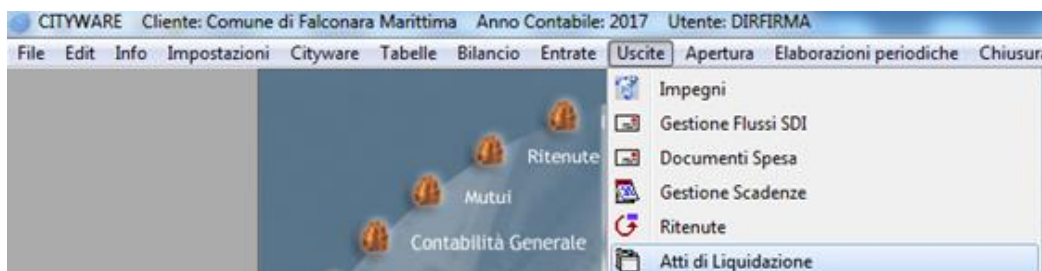 CITYWARE Cliente: Comune di Falconara Marittima Anno Contabile: 2017 Utente: DIRFIRMA
File Edit Info Impostazioni Cityware Tabelle Bilancio Entrate Uscite Apertura Elaborazioni periodiche Chiusur
Impegni
Gestione Flussi SDI
Ritenute
Documenti Spesa
Mutui
Gestione Scadenze
Ritenute
Contabilità Generale
Atti di Liquidazione